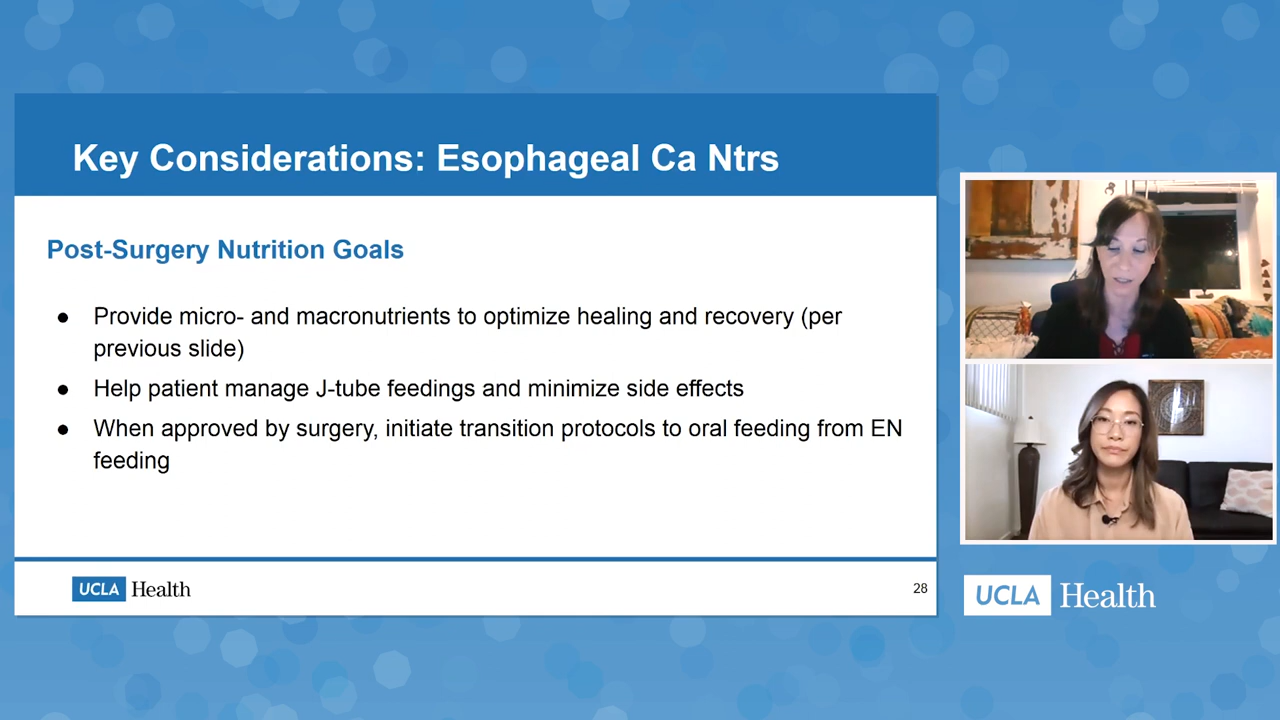 Key Considerations: Esophageal Ca Ntrs
Post-Surgery Nutrition Goals
● Provide micro- and macronutrients to optimize healing and recovery (per
previous slide)
● Help patient manage J-tube feedings and minimize side effects
● When approved by surgery, initiate transition protocols to oral feeding from EN
feeding
UCLA Health
28
UCLA Health